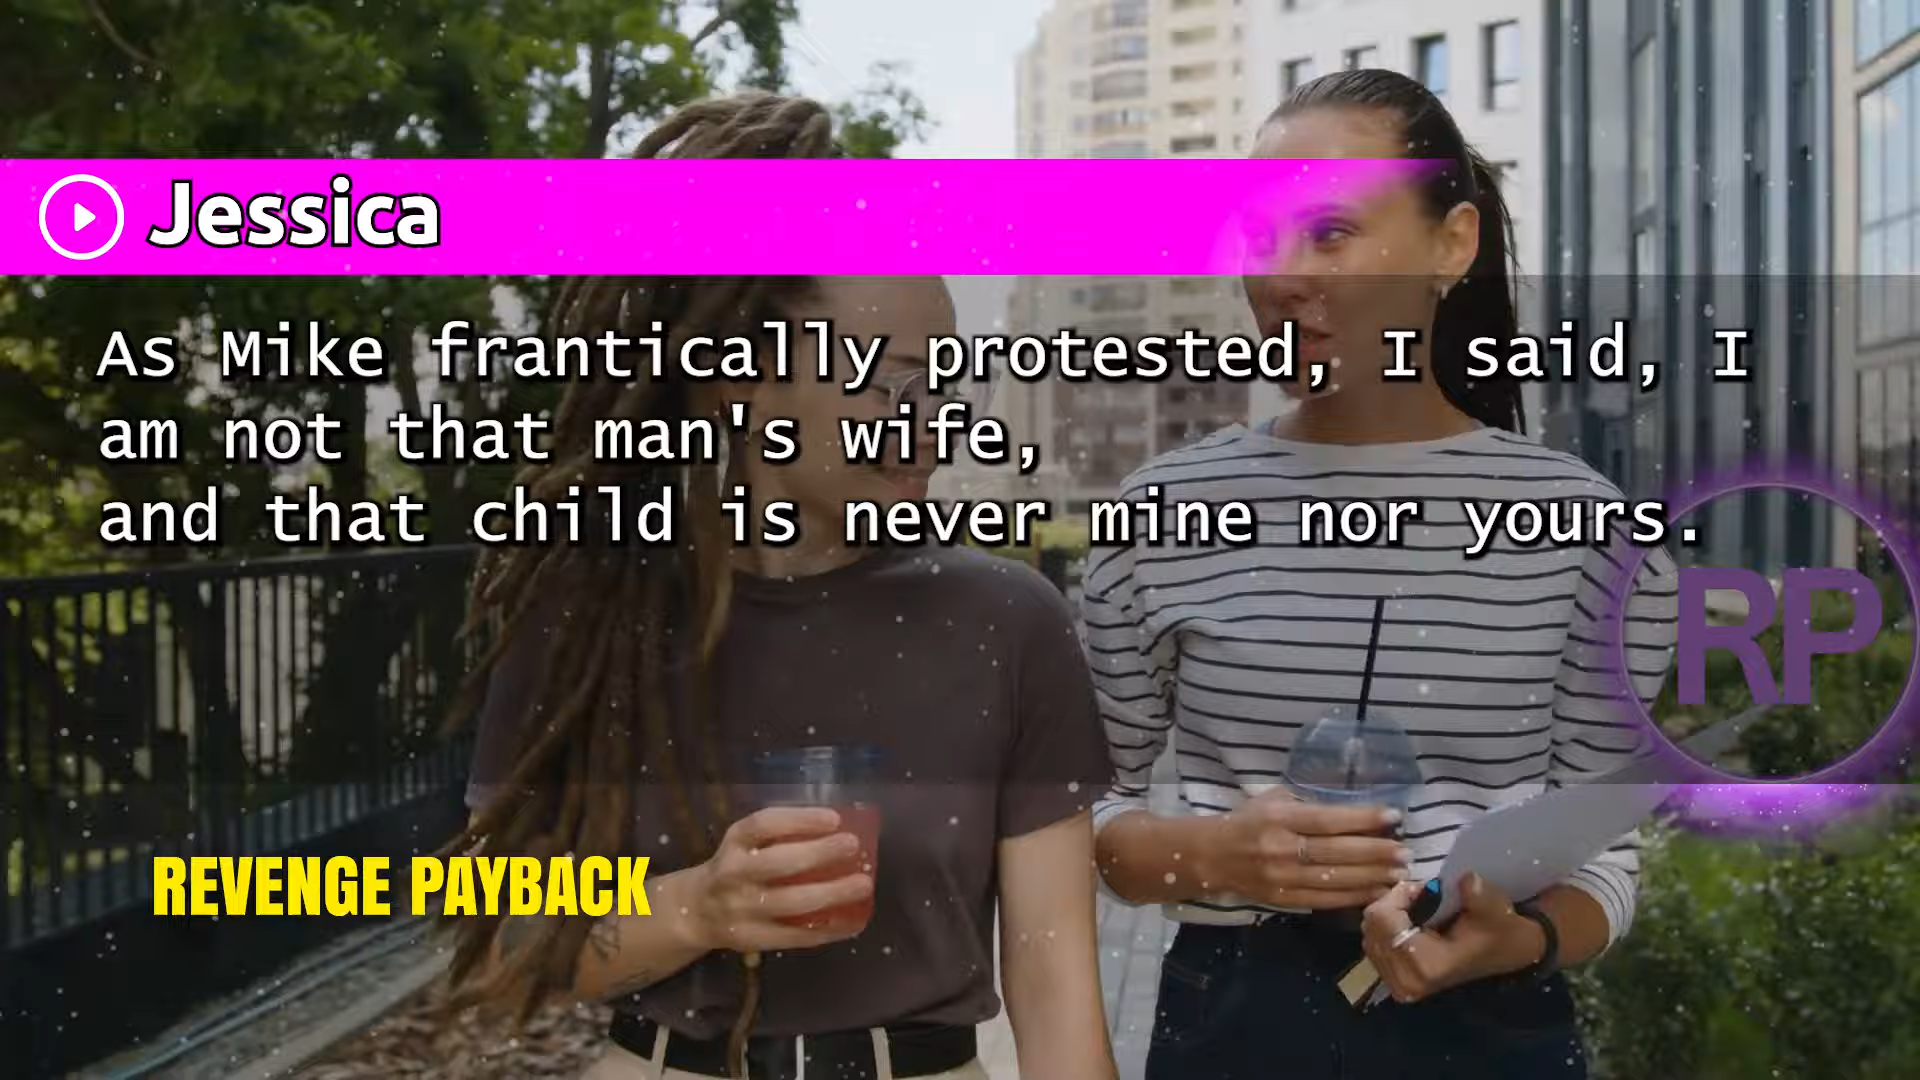 Jessica
As Mike frantically protested, I said, I
am not that man's wife,
and that child is never mine nor yours.
RP
REVENGE PAYBACK